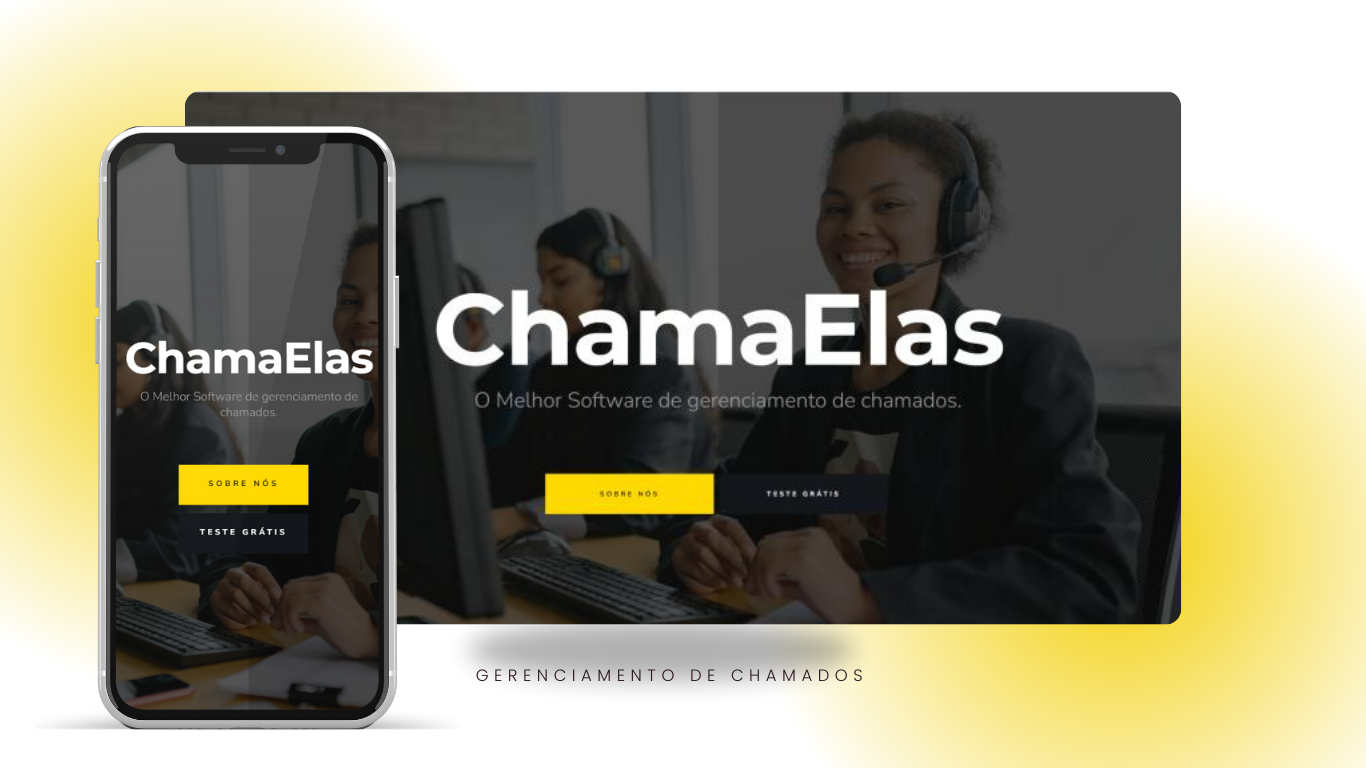 ChamaElas
O Melhor Software de gerenciamento de
chamados.
SOBRE NÓS
TESTE GRÁTIS
ChamaElas
O Melhor Software de gerenciamento de chamados.
SOBRE NÓS
TESTE GRÁTIS
GERENCIAMENTO DE CHAMADOS